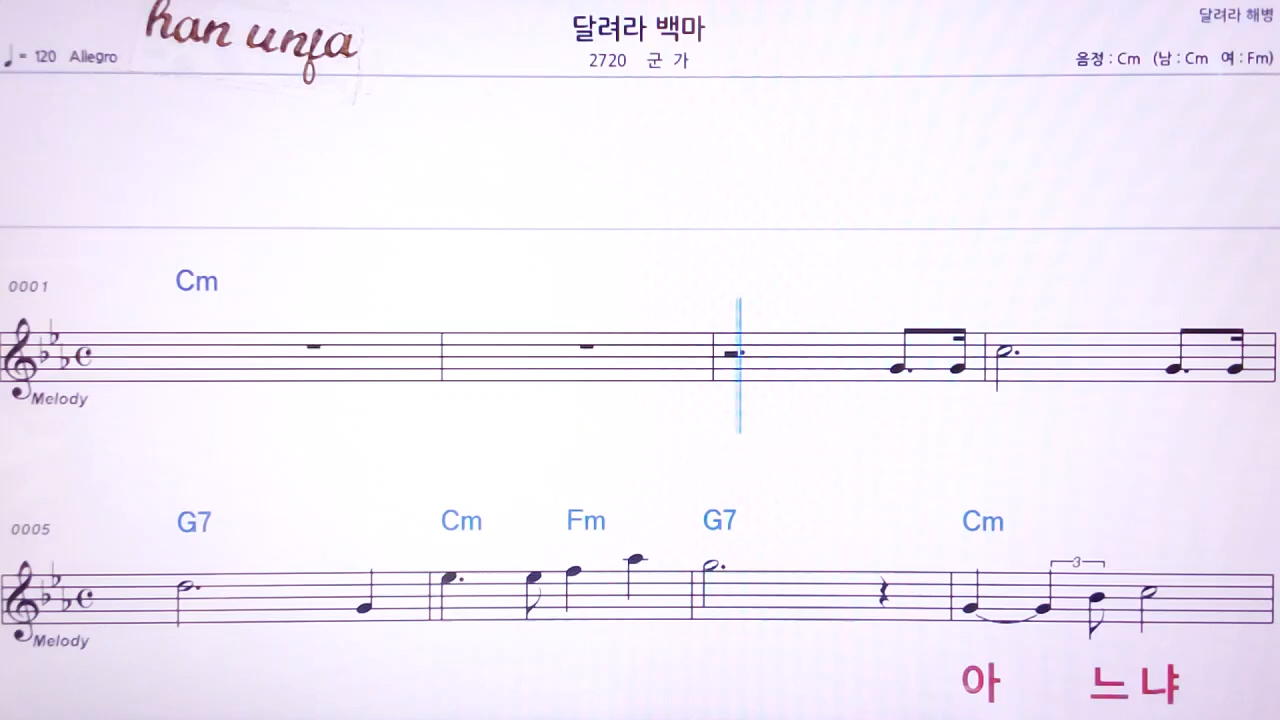 han unja
달려라 백마
달려라 해병
♩= 120 Allegro
2720 군 가
음정 : Cm (남 : Cm 여 : Fm)
0001
Cm
Melody
0005
G7 Cm Fm G7 Cm
3
Melody
아 느 냐